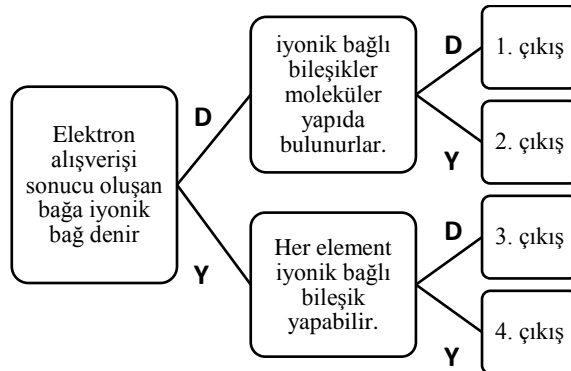 Elektron
alışverişi
sonucu oluşan
bağa iyonik
bağ denir
D
Y
iyonik bağlı
bileşikler
moleküler
yapıda
bulunurlar.
D
Y
Her element
iyonik bağlı
bileşik
yapabilir.
D
Y
1. çıkış
2. çıkış
3. çıkış
4. çıkış